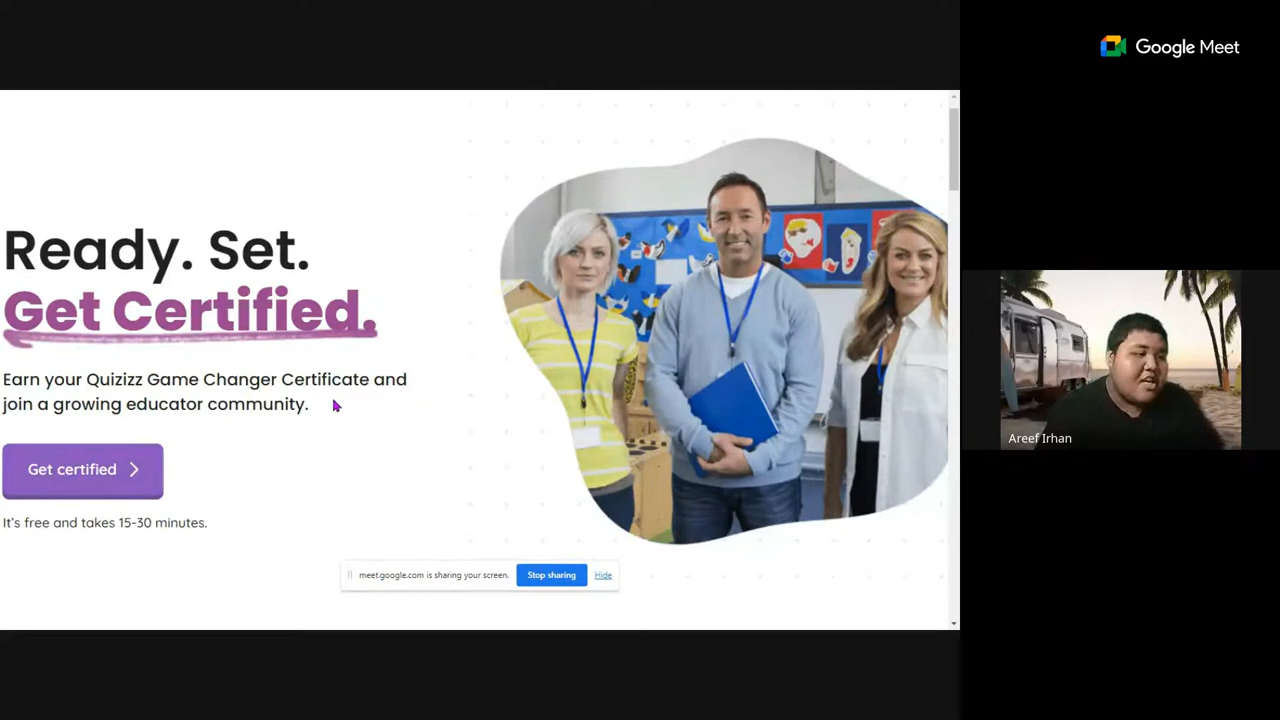 Google Meet
Ready. Set.
Get Certified.
Earn your Quizizz Game Changer Certificate and
join a growing educator community.
Get certified
It's free and takes 15-30 minutes.
meet.google.com is sharing your screen.
Stop sharing
Hide
Areef Irhan